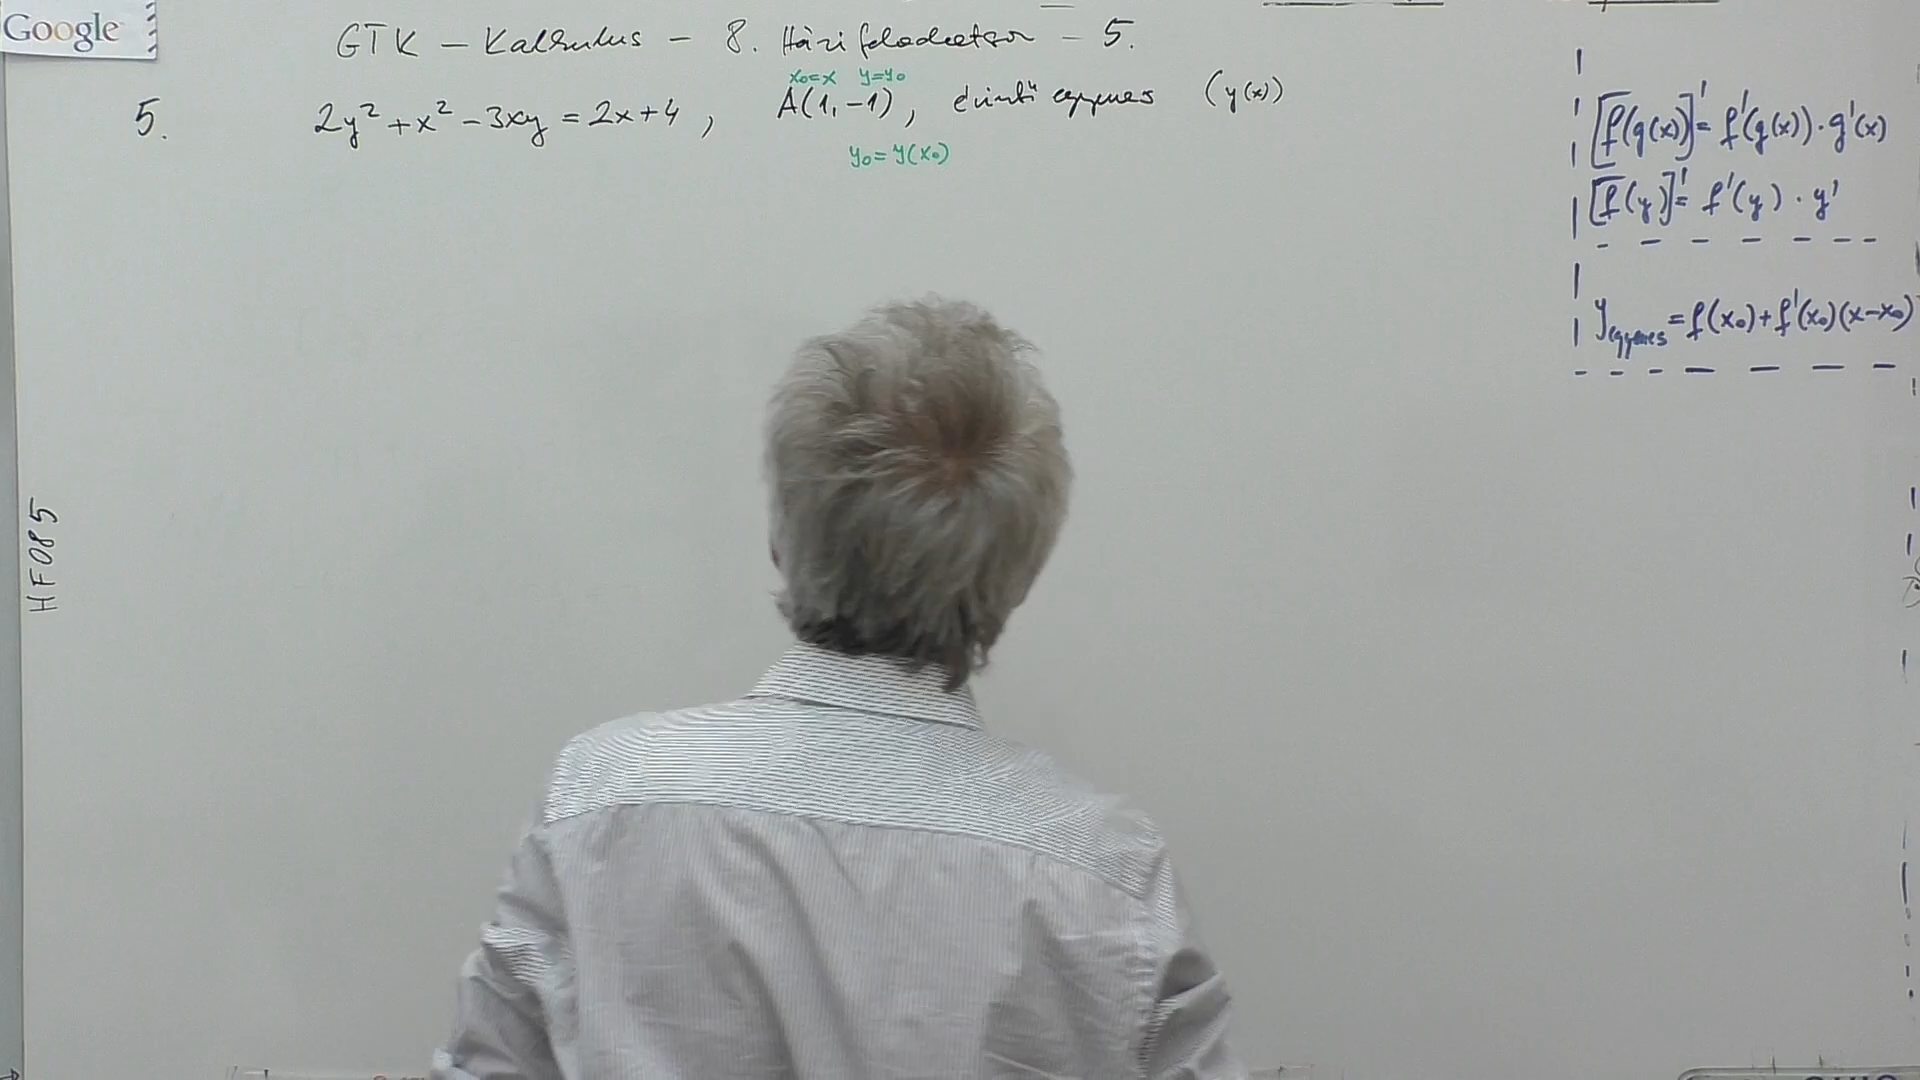 Google
GTK - Kalkulus - 8. Házi feladatsor - 5.
x₀=x y=y₀
5. 2y² + x² - 3xy = 2x + 4, A(1, -1), érintő egyenes (y(x))
y₀ = y(x₀)
[f(g(x))]' = f'(g(x)) · g'(x)
[f(y)]' = f'(y) · y'
y egyenes = f(x₀) + f'(x₀)(x - x₀)
HF085